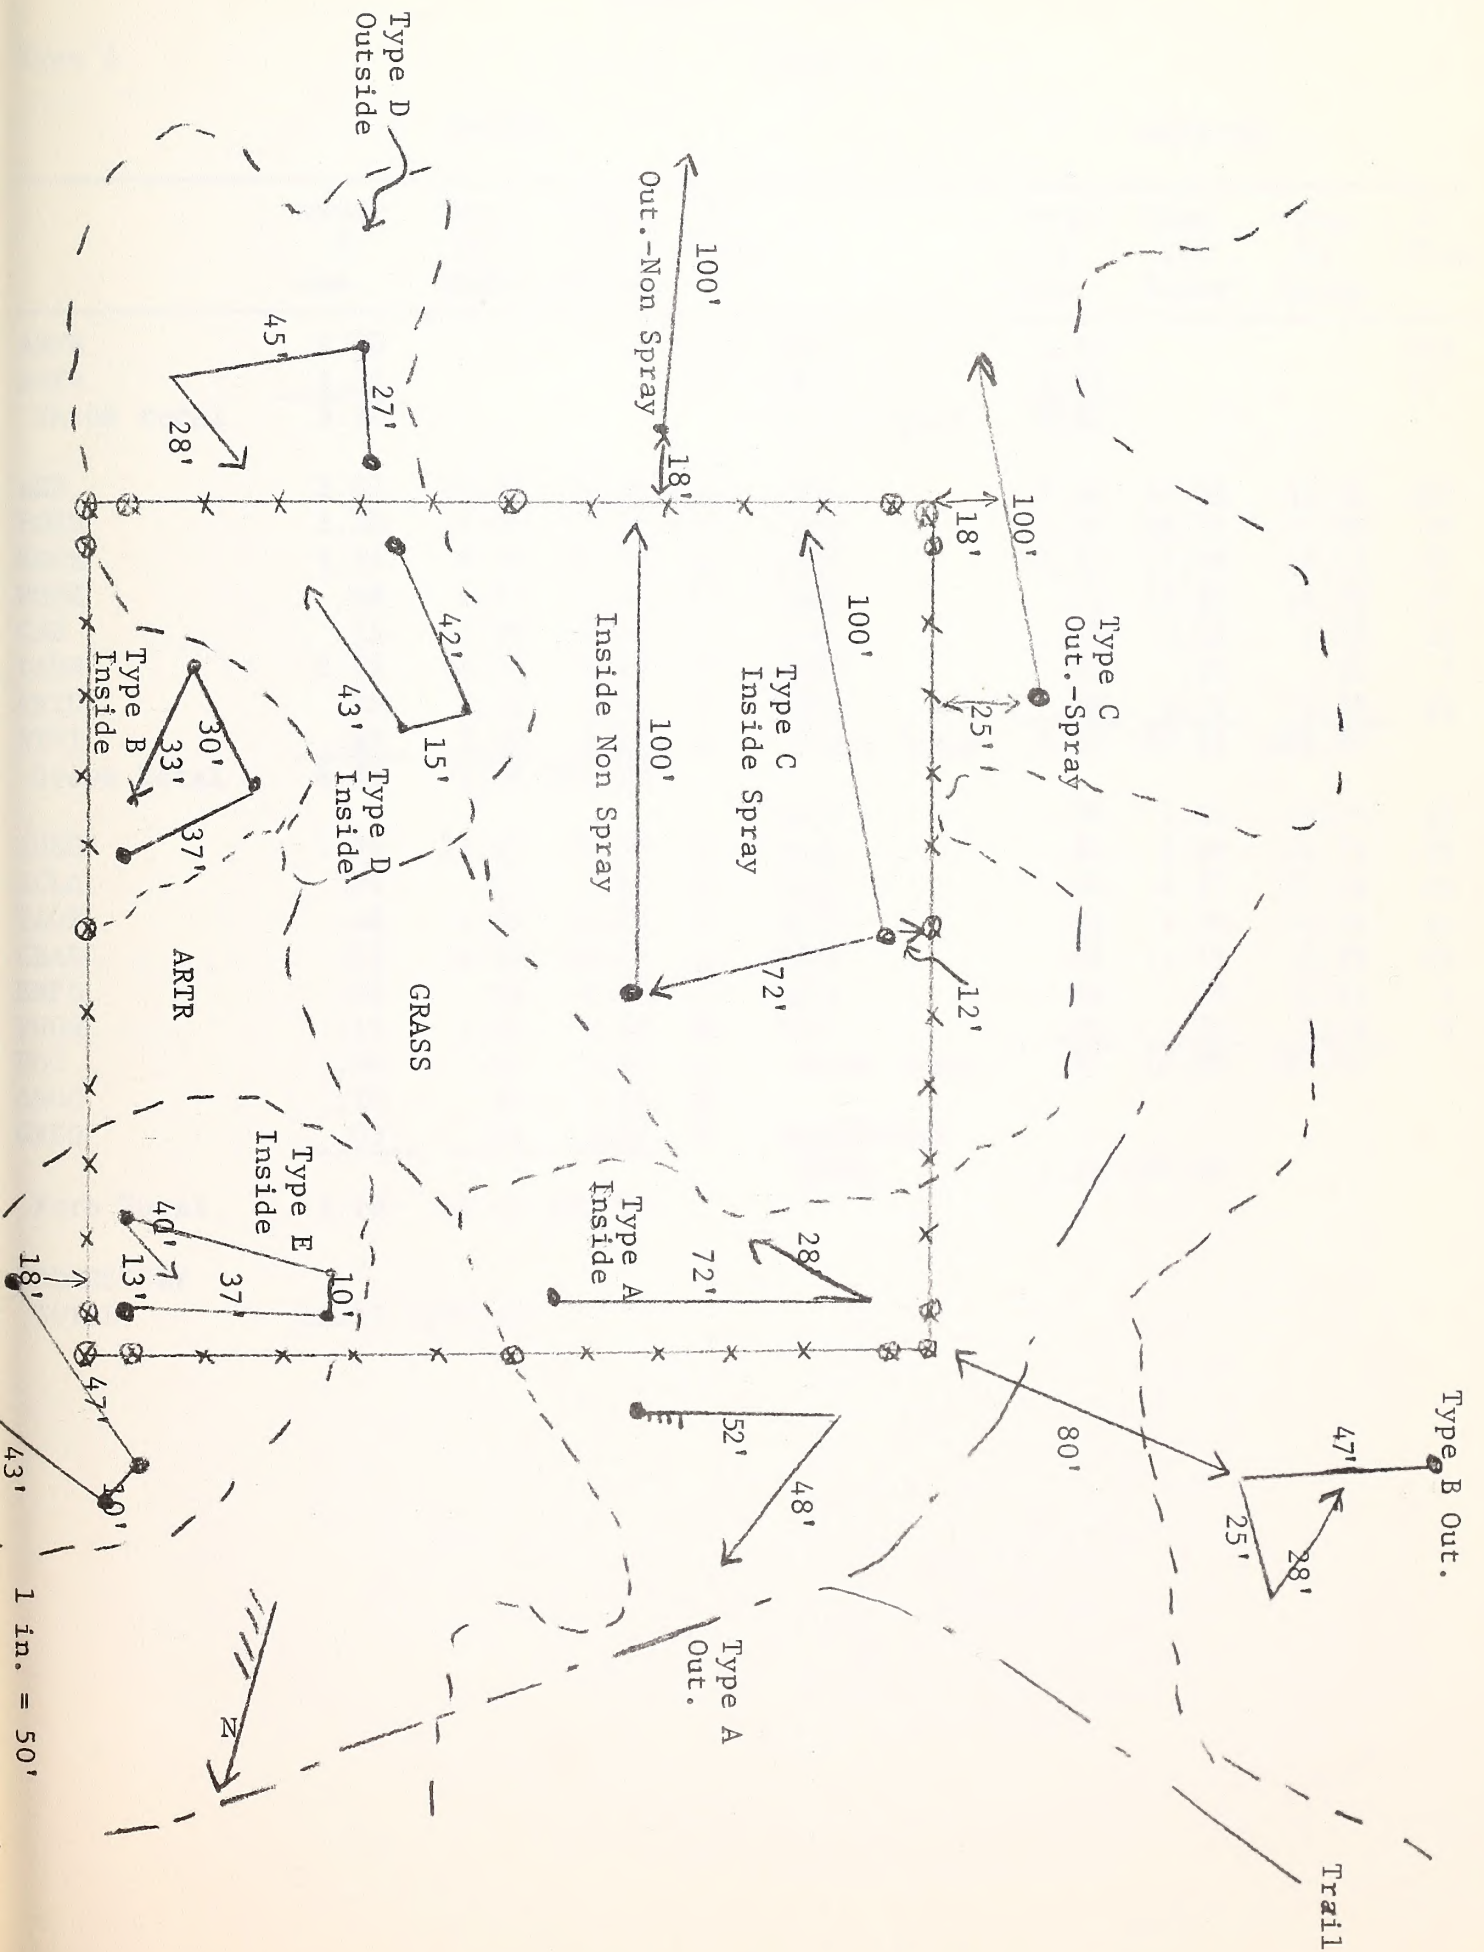 Type B Out.
47'
25'
28'
80'
Trail
Type C
Out.-Spray
100'
18'
25'
12'
Type C
Inside Spray
100'
72'
100'
Out.-Non Spray
18'
100'
Inside Non Spray
Type A
Inside
28'
72'
52'
48'
Type A
Out.
Type D
Outside
27'
45'
28'
42'
43'
15'
Type D
Inside
GRASS
ARTR
Type B
Inside
30'
33'
37'
Type E
Inside
40'
13'
37'
10'
18'
47'
10'
43'
N
1 in. = 50'